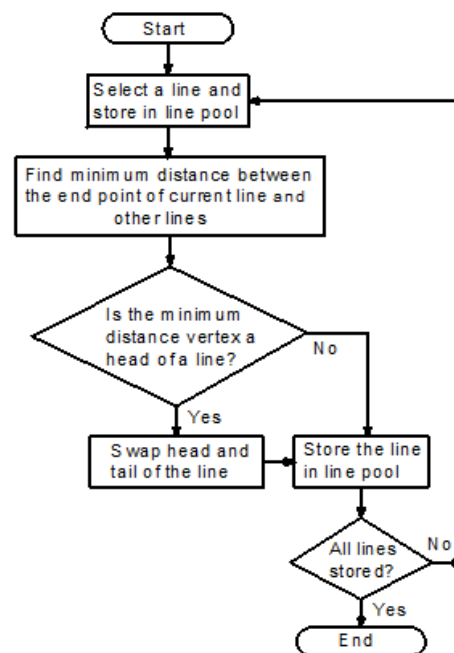 Start
Select a line and
store in line pool
Find minimum distance between
the end point of current line and
other lines
Is the minimum
distance vertex a
head of a line?
No
Yes
Swap head and
tail of the line
Store the line
in line pool
All lines
stored?
No
Yes
End